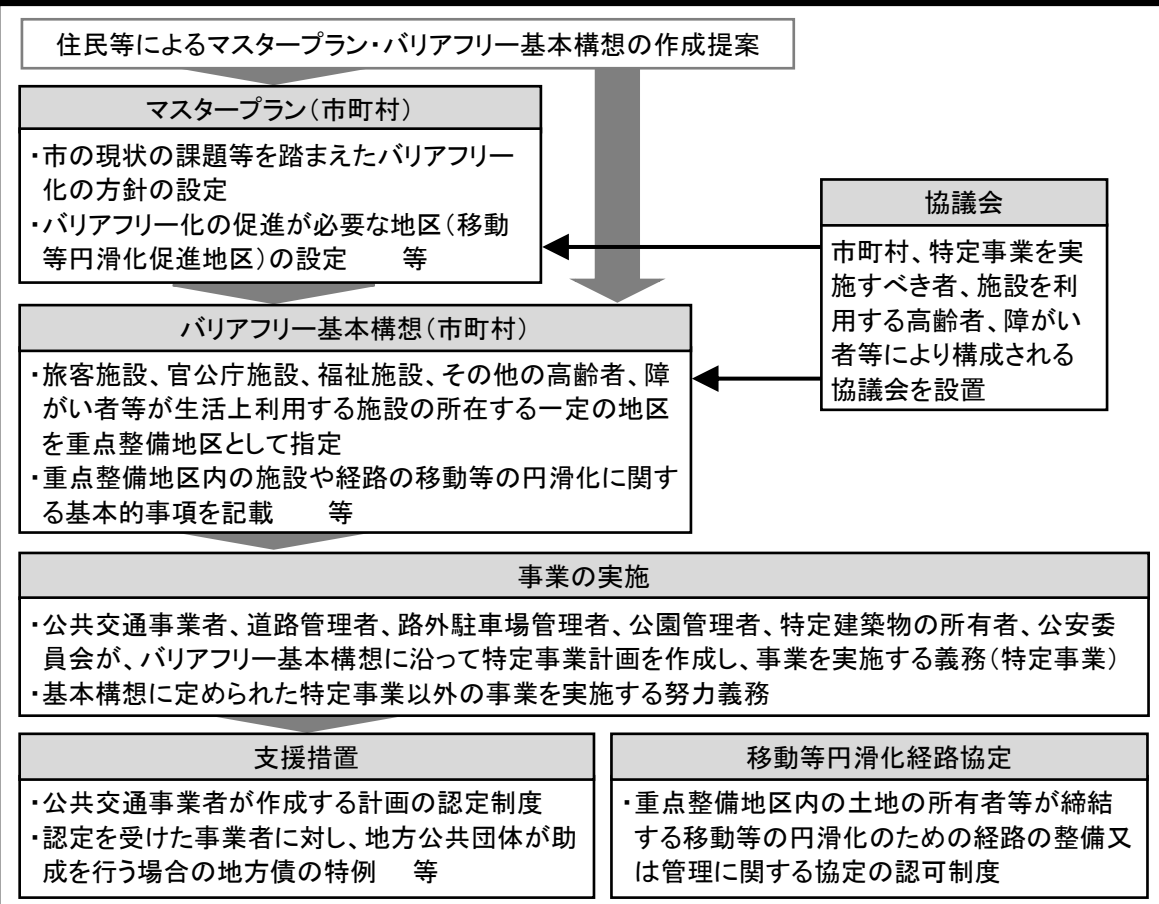 住民等によるマスタープラン・バリアフリー基本構想の作成提案
マスタープラン（市町村）
・市の現状の課題等を踏まえたバリアフリー
化の方針の設定
・バリアフリー化の促進が必要な地区（移動
等円滑化促進地区）の設定　　等
協議会
市町村、特定事業を実
施すべき者、施設を利
用する高齢者、障がい
者等により構成される
協議会を設置
バリアフリー基本構想（市町村）
・旅客施設、官公庁施設、福祉施設、その他の高齢者、障
がい者等が生活上利用する施設の所在する一定の地区
を重点整備地区として指定
・重点整備地区内の施設や経路の移動等の円滑化に関す
る基本的事項を記載　　等
事業の実施
・公共交通事業者、道路管理者、路外駐車場管理者、公園管理者、特定建築物の所有者、公安委
員会が、バリアフリー基本構想に沿って特定事業計画を作成し、事業を実施する義務（特定事業）
・基本構想に定められた特定事業以外の事業を実施する努力義務
支援措置
・公共交通事業者が作成する計画の認定制度
・認定を受けた事業者に対し、地方公共団体が助
成を行う場合の地方債の特例　等
移動等円滑化経路協定
・重点整備地区内の土地の所有者等が締結
する移動等の円滑化のための経路の整備又
は管理に関する協定の認可制度